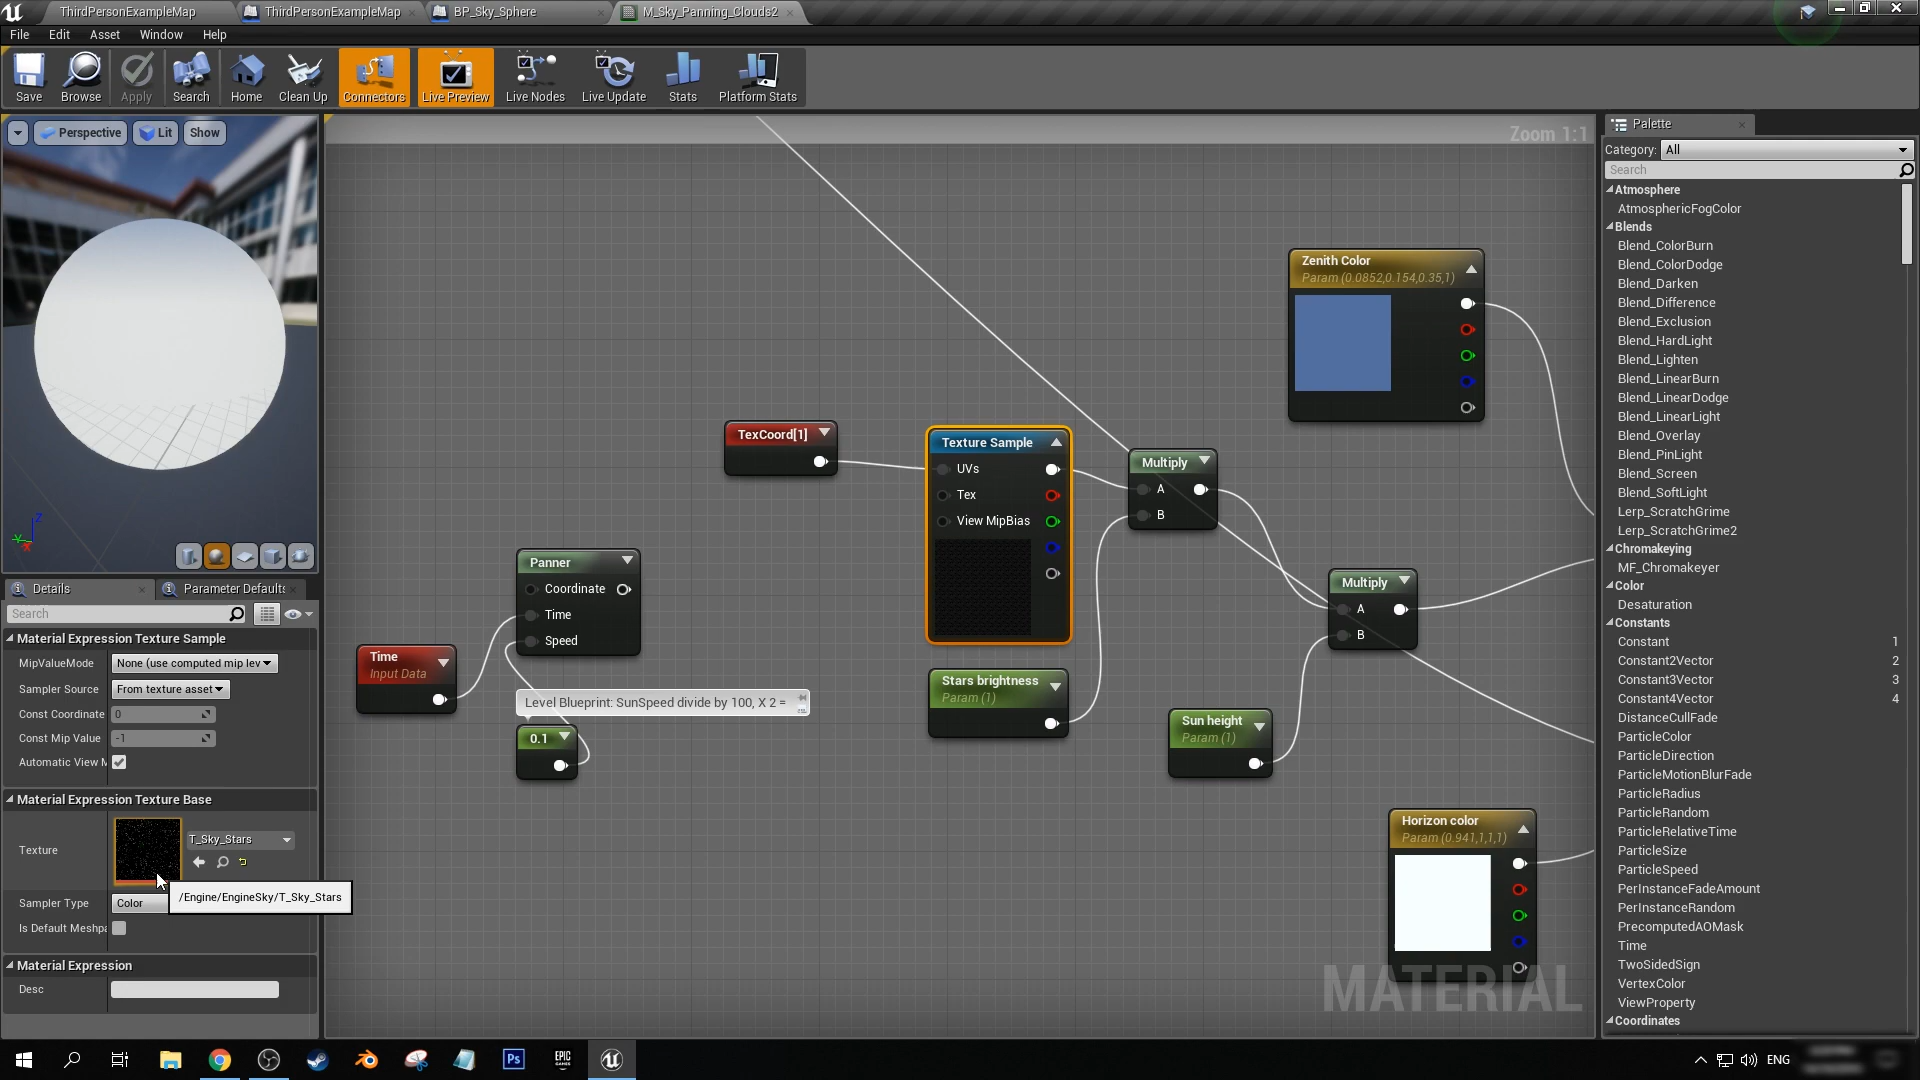 ThirdPersonExampleMap
ThirdPersonExampleMap
BP_Sky_Sphere
M_Sky_Panning_Clouds2
File
Edit
Asset
Window
Help
Save
Browse
Apply
Search
Home
Clean Up
Connectors
Live Preview
Live Nodes
Live Update
Stats
Platform Stats
Perspective
Lit
Show
Zoom 1:1
Palette
Category:
All
Search
Atmosphere
AtmosphericFogColor
Blends
Blend_ColorBurn
Blend_ColorDodge
Blend_Darken
Blend_Difference
Blend_Exclusion
Blend_HardLight
Blend_Lighten
Blend_LinearBurn
Blend_LinearDodge
Blend_LinearLight
Blend_Overlay
Blend_PinLight
Blend_Screen
Blend_SoftLight
Lerp_ScratchGrime
Lerp_ScratchGrime2
Chromakeying
MF_Chromakeyer
Color
Desaturation
Constants
Constant 1
Constant2Vector 2
Constant3Vector 3
Constant4Vector 4
DistanceCullFade
ParticleColor
ParticleDirection
ParticleMotionBlurFade
ParticleRadius
ParticleRandom
ParticleRelativeTime
ParticleSize
ParticleSpeed
PerInstanceFadeAmount
PerInstanceRandom
PrecomputedAOMask
Time
TwoSidedSign
VertexColor
ViewProperty
Coordinates
Zenith Color
Param (0.0852,0.154,0.35,1)
TexCoord[1]
Texture Sample
UVs
Tex
View MipBias
Multiply
A
B
Panner
Coordinate
Time
Speed
Time
Input Data
Level Blueprint: SunSpeed divide by 100, X 2 =
0.1
Stars brightness
Param (1)
Multiply
A
B
Sun height
Param (1)
Horizon color
Param (0.941,1,1,1)
MATERIAL
Z
Y
X
Details
Parameter Defaults
Search
Material Expression Texture Sample
MipValueMode
None (use computed mip lev
Sampler Source
From texture asset
Const Coordinate
0
Const Mip Value
-1
Automatic View M
Material Expression Texture Base
Texture
T_Sky_Stars
/Engine/EngineSky/T_Sky_Stars
Sampler Type
Color
Is Default Meshpa
Material Expression
Desc
Ps
EPIC
GAMES
ENG